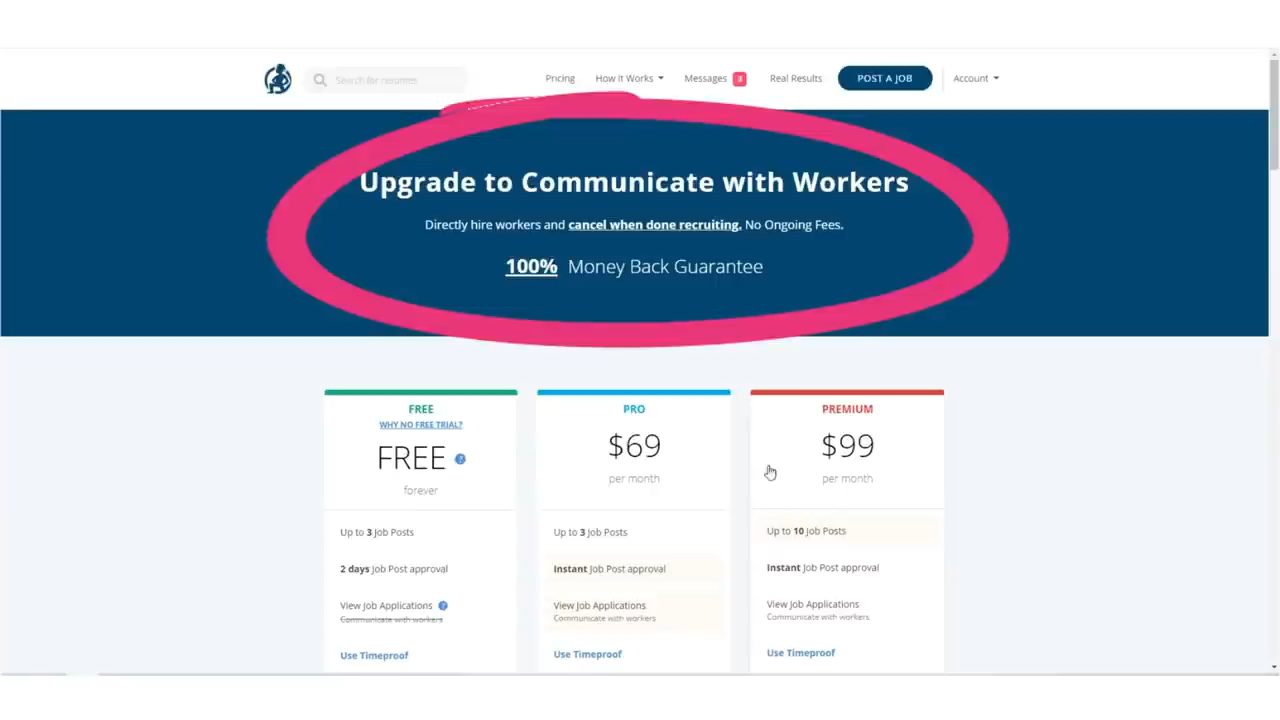 Search for resumes
Pricing
How it Works
Messages 3
Real Results
POST A JOB
Account
Upgrade to Communicate with Workers
Directly hire workers and cancel when done recruiting. No Ongoing Fees.
100% Money Back Guarantee
FREE
WHY NO FREE TRIAL?
FREE ?
forever
Up to 3 Job Posts
2 days Job Post approval
View Job Applications ?
Communicate with workers
Use Timeproof
PRO
$69
per month
Up to 3 Job Posts
Instant Job Post approval
View Job Applications
Communicate with workers
Use Timeproof
PREMIUM
$99
per month
Up to 10 Job Posts
Instant Job Post approval
View Job Applications
Communicate with workers
Use Timeproof